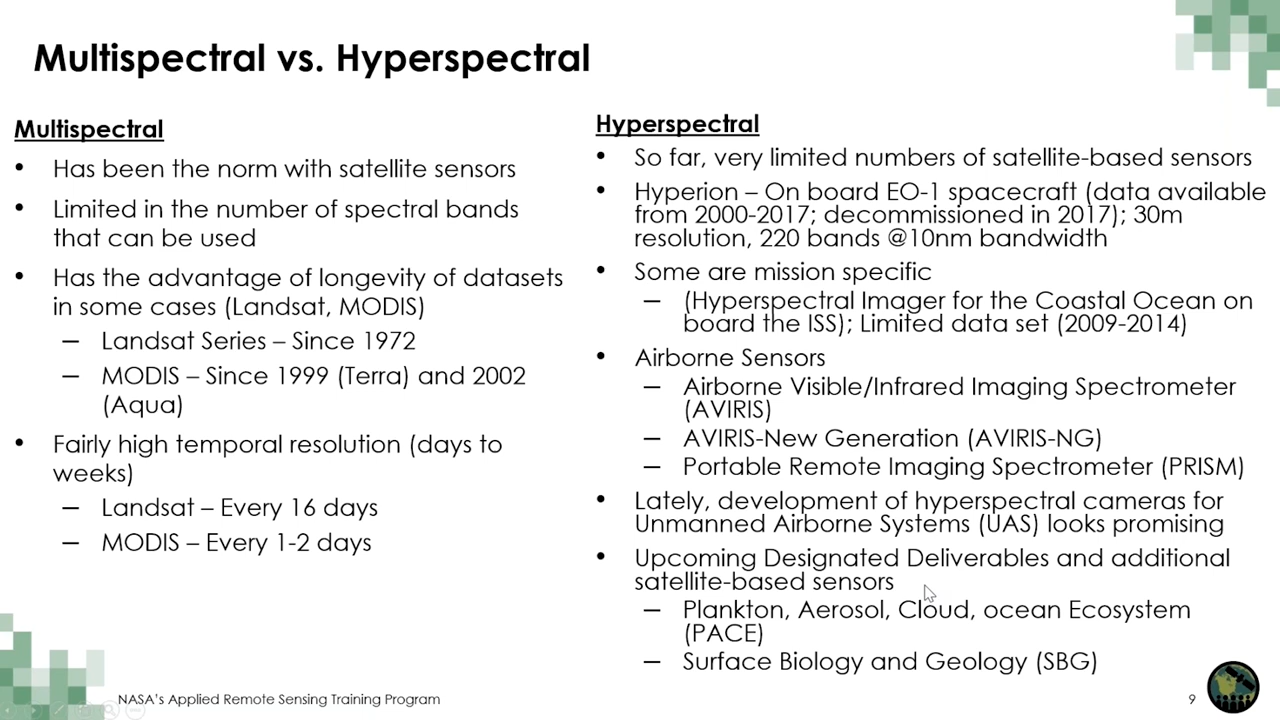 Multispectral vs. Hyperspectral
Multispectral
• Has been the norm with satellite sensors
• Limited in the number of spectral bands
that can be used
• Has the advantage of longevity of datasets
in some cases (Landsat, MODIS)
– Landsat Series – Since 1972
– MODIS – Since 1999 (Terra) and 2002
(Aqua)
• Fairly high temporal resolution (days to
weeks)
– Landsat – Every 16 days
– MODIS – Every 1-2 days
Hyperspectral
• So far, very limited numbers of satellite-based sensors
• Hyperion – On board EO-1 spacecraft (data available
from 2000-2017; decommissioned in 2017); 30m
resolution, 220 bands @10nm bandwidth
• Some are mission specific
– (Hyperspectral Imager for the Coastal Ocean on
board the ISS); Limited data set (2009-2014)
• Airborne Sensors
– Airborne Visible/Infrared Imaging Spectrometer
(AVIRIS)
– AVIRIS-New Generation (AVIRIS-NG)
– Portable Remote Imaging Spectrometer (PRISM)
• Lately, development of hyperspectral cameras for
Unmanned Airborne Systems (UAS) looks promising
• Upcoming Designated Deliverables and additional
satellite-based sensors
– Plankton, Aerosol, Cloud, ocean Ecosystem
(PACE)
– Surface Biology and Geology (SBG)
NASA's Applied Remote Sensing Training Program
9